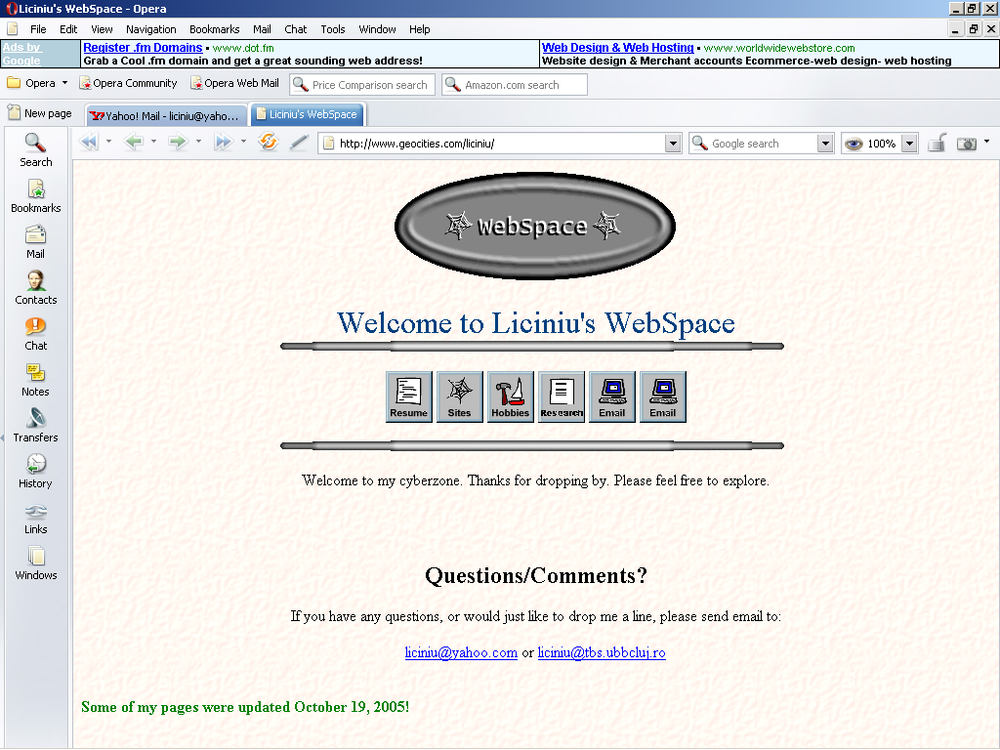 Liciniu's WebSpace - Opera
File Edit View Navigation Bookmarks Mail Chat Tools Window Help
Ads by Google
Register .fm Domains • www.dot.fm
Grab a Cool .fm domain and get a great sounding web address!
Web Design & Web Hosting • www.worldwidewebstore.com
Website design & Merchant accounts Ecommerce-web design- web hosting
Opera Opera Community Opera Web Mail Price Comparison search Amazon.com search
New page Yahoo! Mail - liciniu@yaho... Liciniu's WebSpace
http://www.geocities.com/liciniu/ Google search 100%
Search
Bookmarks
Mail
Contacts
Chat
Notes
Transfers
History
Links
Windows
WebSpace
Welcome to Liciniu's WebSpace
Resume Sites Hobbies Research Email Email
Welcome to my cyberzone. Thanks for dropping by. Please feel free to explore.
Questions/Comments?
If you have any questions, or would just like to drop me a line, please send email to:
liciniu@yahoo.com or liciniu@tbs.ubbcluj.ro
Some of my pages were updated October 19, 2005!